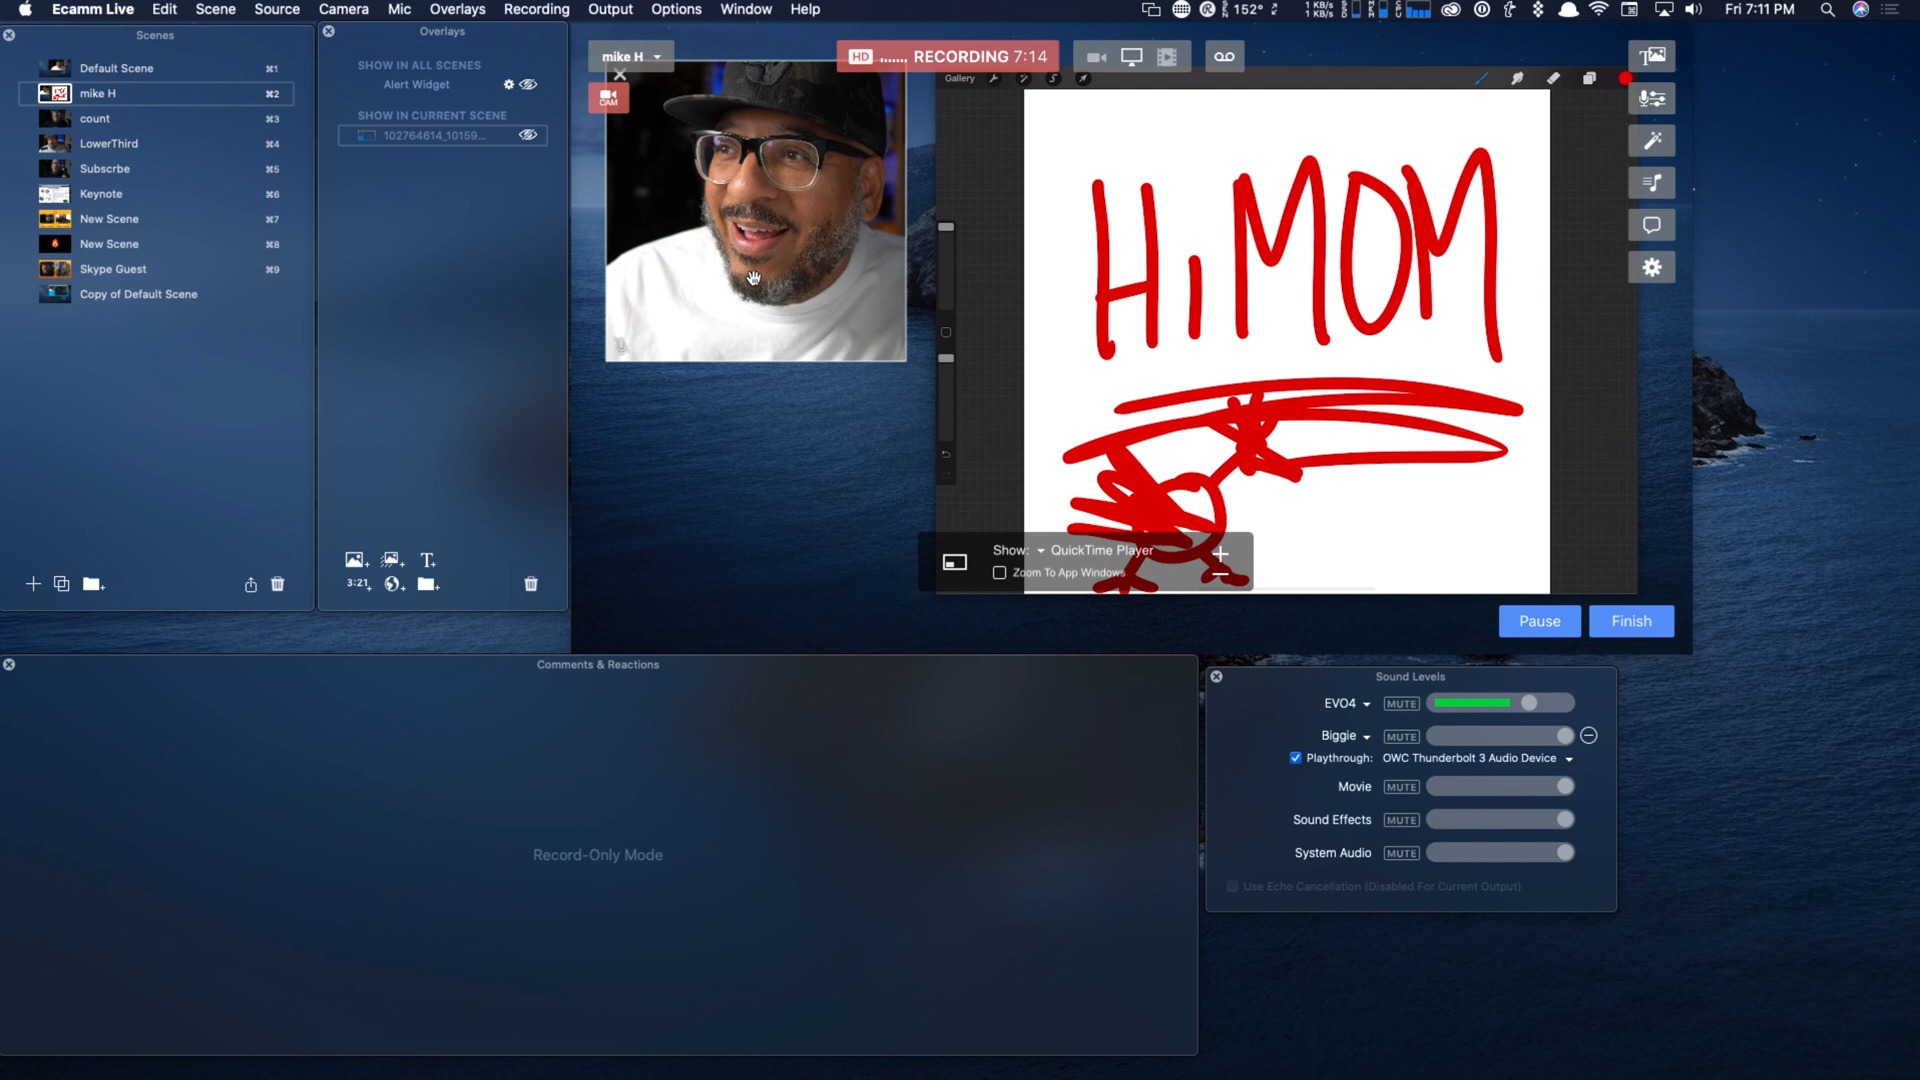 Ecamm Live Edit Scene Source Camera Mic Overlays Recording Output Options Window Help
152° 1 KB/s 1 KB/s Fri 7:11 PM
Scenes
Default Scene ⌘1
mike H ⌘2
count ⌘3
LowerThird ⌘4
Subscrbe ⌘5
Keynote ⌘6
New Scene ⌘7
New Scene ⌘8
Skype Guest ⌘9
Copy of Default Scene
Overlays
SHOW IN ALL SCENES
Alert Widget
SHOW IN CURRENT SCENE
102764614_10159...
3:21
mike H
CAM
HD ....... RECORDING 7:14
Gallery
Hi MOM
Show: QuickTime Player
Zoom To App Windows
Pause Finish
Comments & Reactions
Record-Only Mode
Sound Levels
EVO4 MUTE
Biggie MUTE
Playthrough: OWC Thunderbolt 3 Audio Device
Movie MUTE
Sound Effects MUTE
System Audio MUTE
Use Echo Cancellation (Disabled For Current Output)